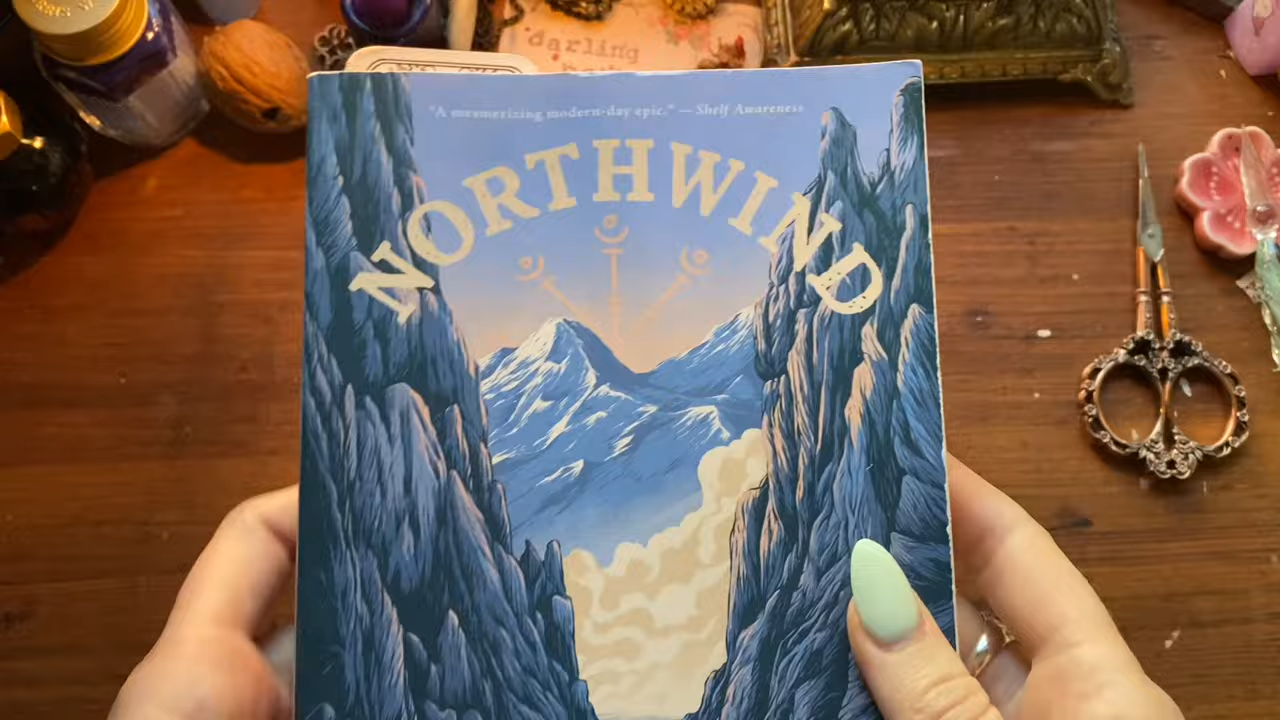 darling
"A mesmerizing modern-day epic." — Shelf Awareness
NORTHWIND